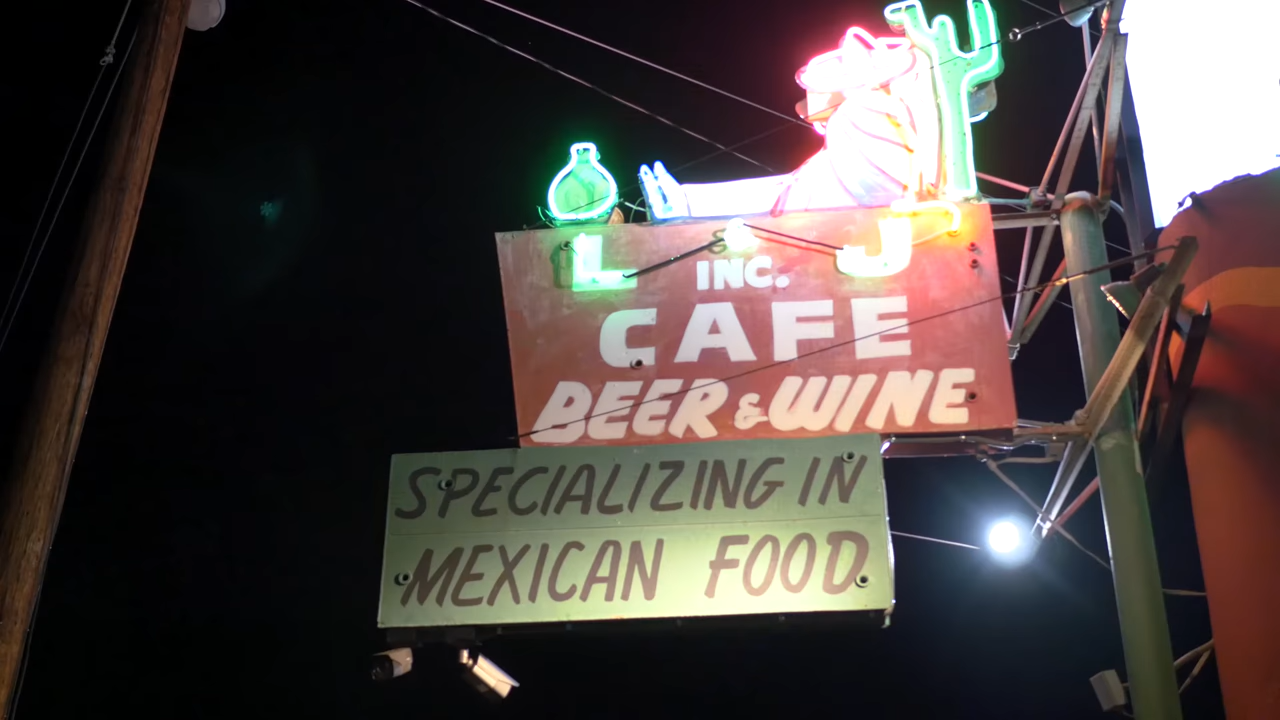 L & J
INC.
CAFE
BEER & WINE
SPECIALIZING IN
MEXICAN FOOD